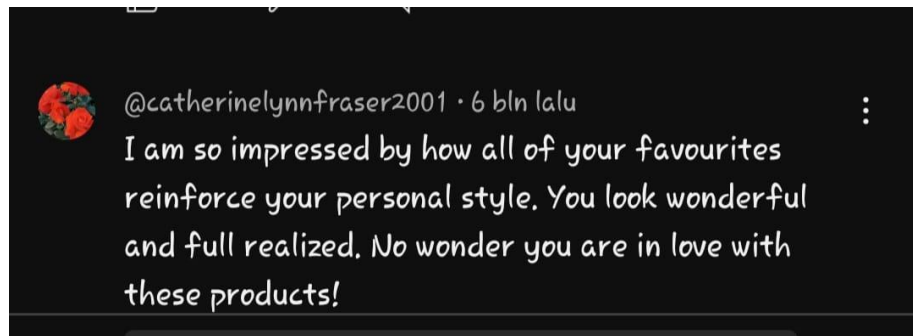 @catherinelynnfraser2001 · 6 bln lalu
I am so impressed by how all of your favourites
reinforce your personal style. You look wonderful
and full realized. No wonder you are in love with
these products!